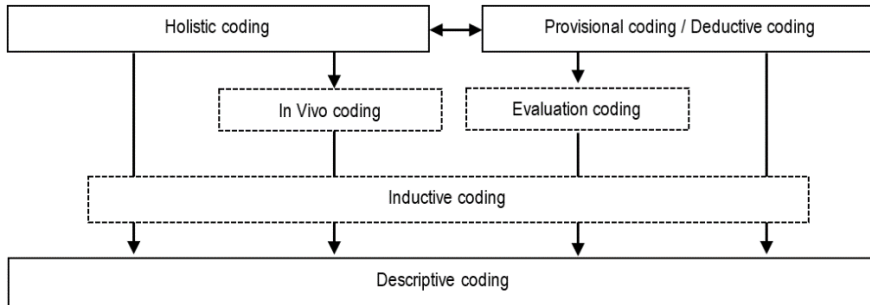 Holistic coding
Provisional coding / Deductive coding
In Vivo coding
Evaluation coding
Inductive coding
Descriptive coding